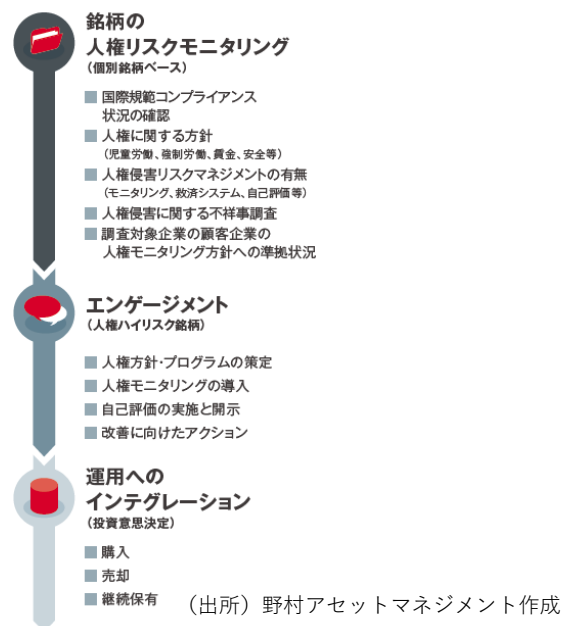 銘柄の
人権リスクモニタリング
（個別銘柄ベース）
国際規範コンプライアンス
状況の確認
人権に関する方針
（児童労働、強制労働、賃金、安全等）
人権侵害リスクマネジメントの有無
（モニタリング、救済システム、自己評価等）
人権侵害に関する不祥事調査
調査対象企業の顧客企業の
人権モニタリング方針への準拠状況
エンゲージメント
（人権ハイリスク銘柄）
人権方針・プログラムの策定
人権モニタリングの導入
自己評価の実施と開示
改善に向けたアクション
運用への
インテグレーション
（投資意思決定）
購入
売却
継続保有
（出所）野村アセットマネジメント作成